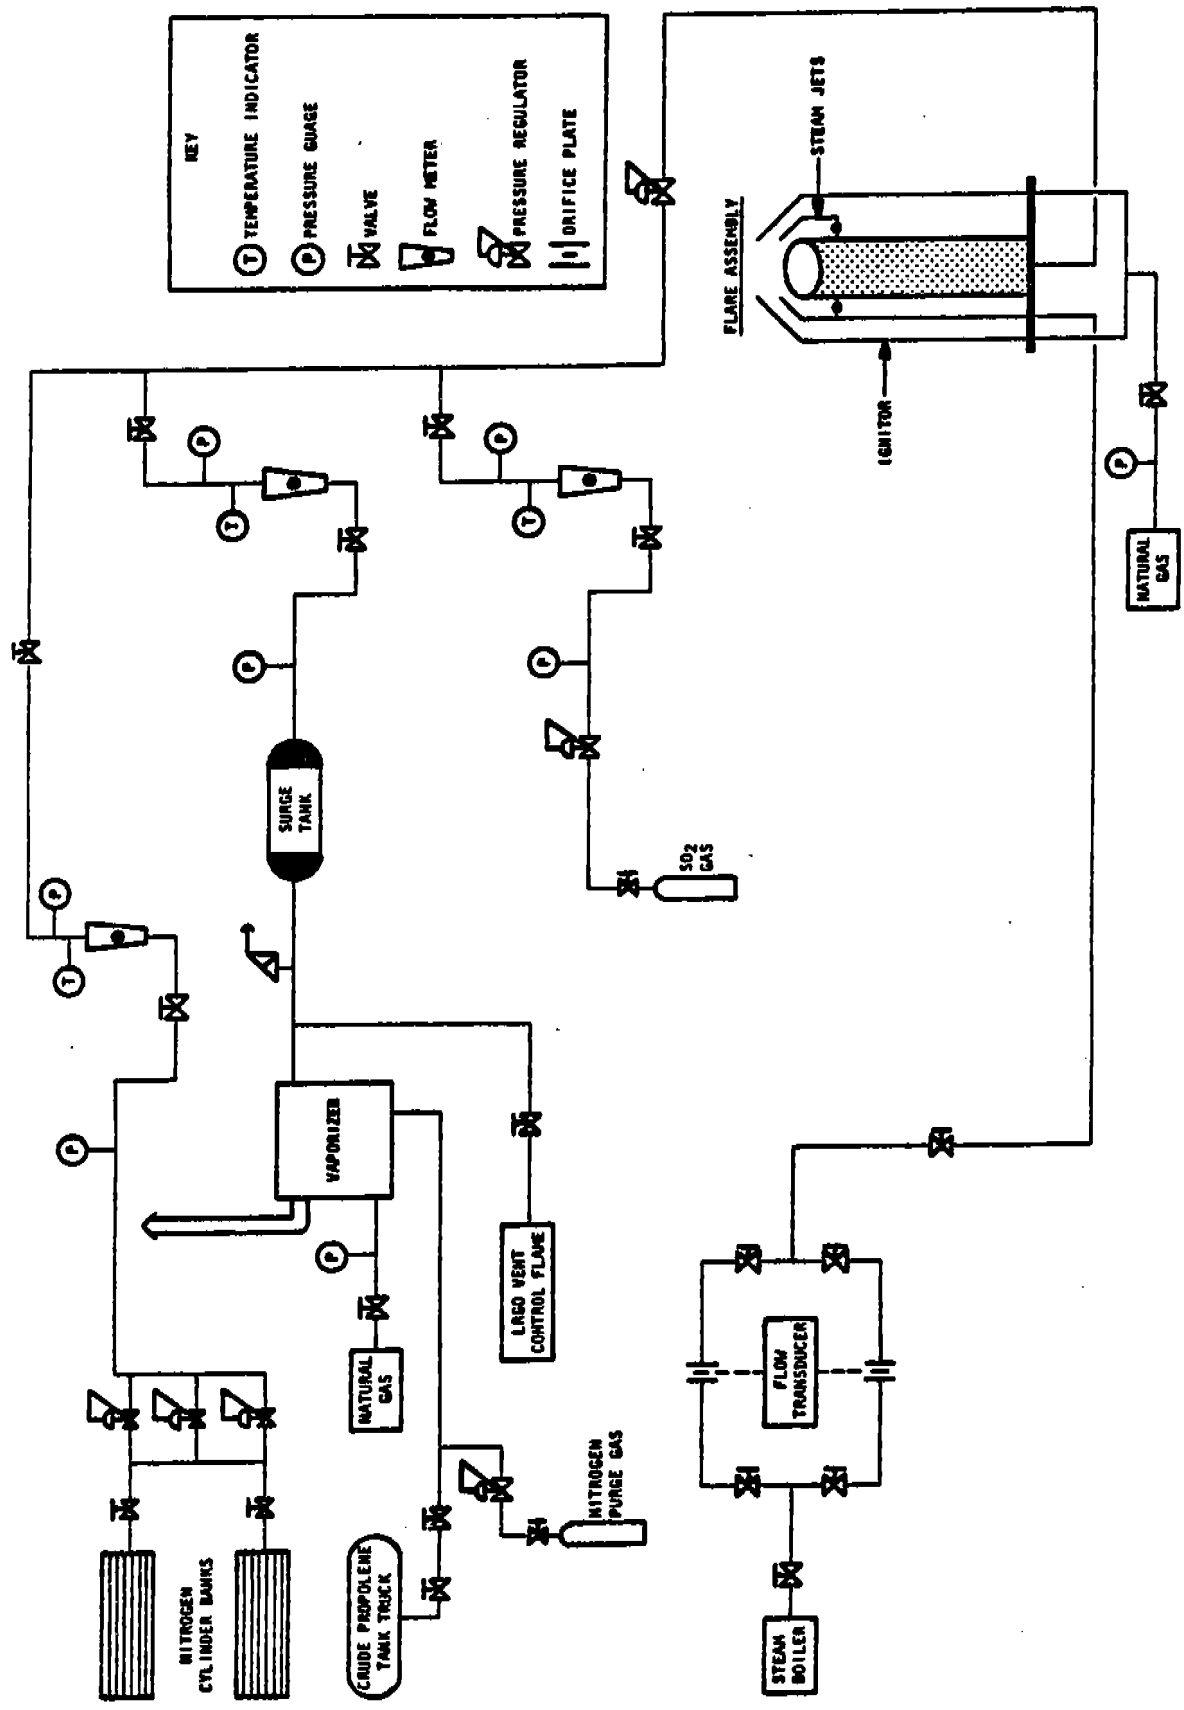 KEY
T TEMPERATURE INDICATOR
P PRESSURE GUAGE
VALVE
FLOW METER
PRESSURE REGULATOR
ORIFICE PLATE
NITROGEN
CYLINDER BANKS
P
T
P
CRUDE PROPOLENE
TANK TRUCK
NATURAL
GAS
P
VAPORIZER
SURGE
TANK
P
T
P
NITROGEN
PURGE GAS
VENT
CONTROL FLAME
SO2
GAS
P
T
P
STEAM
BOILER
FLOW
TRANSDUCER
FLARE ASSEMBLY
STEAM JETS
IGNITOR
P
NATURAL
GAS